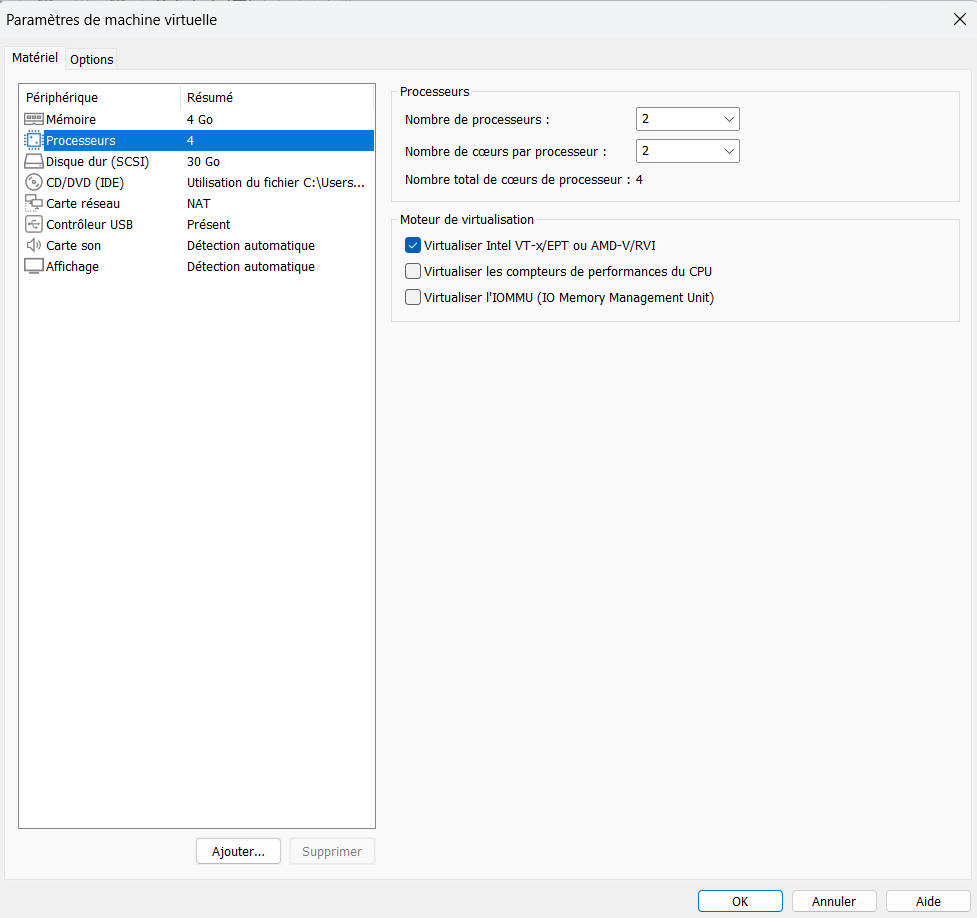 Paramètres de machine virtuelle
Matériel Options
Périphérique Résumé
Mémoire 4 Go
Processeurs 4
Disque dur (SCSI) 30 Go
CD/DVD (IDE) Utilisation du fichier C:\Users...
Carte réseau NAT
Contrôleur USB Présent
Carte son Détection automatique
Affichage Détection automatique
Ajouter... Supprimer
Processeurs
Nombre de processeurs : 2
Nombre de cœurs par processeur : 2
Nombre total de cœurs de processeur : 4
Moteur de virtualisation
Virtualiser Intel VT-x/EPT ou AMD-V/RVI
Virtualiser les compteurs de performances du CPU
Virtualiser l'IOMMU (IO Memory Management Unit)
OK Annuler Aide